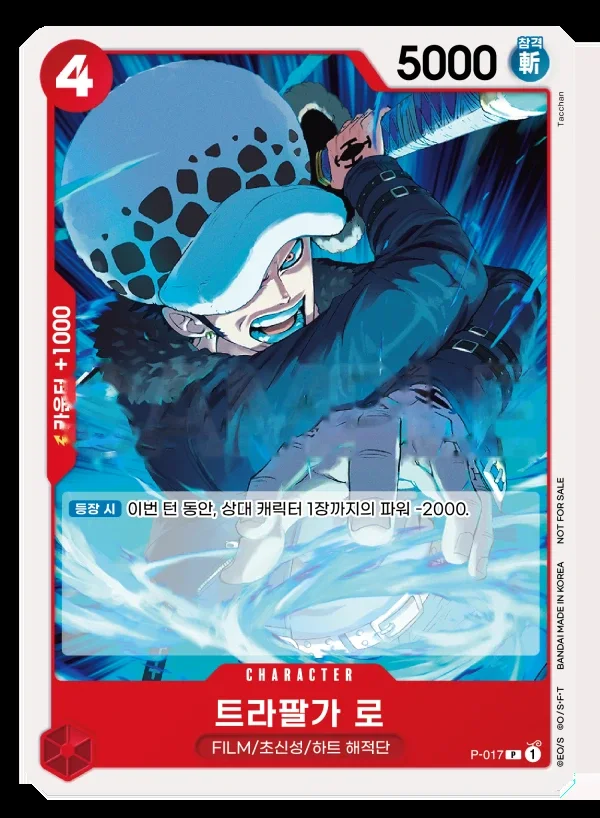 4
5000
참격
斬
카운터 +1000
등장 시 이번 턴 동안, 상대 캐릭터 1장까지의 파워 -2000.
CHARACTER
트라팔가 로
FILM/초신성/하트 해적단
P-017 P 1
Tacchan
©EO/S ©O/S·F·T BANDAI MADE IN KOREA NOT FOR SALE